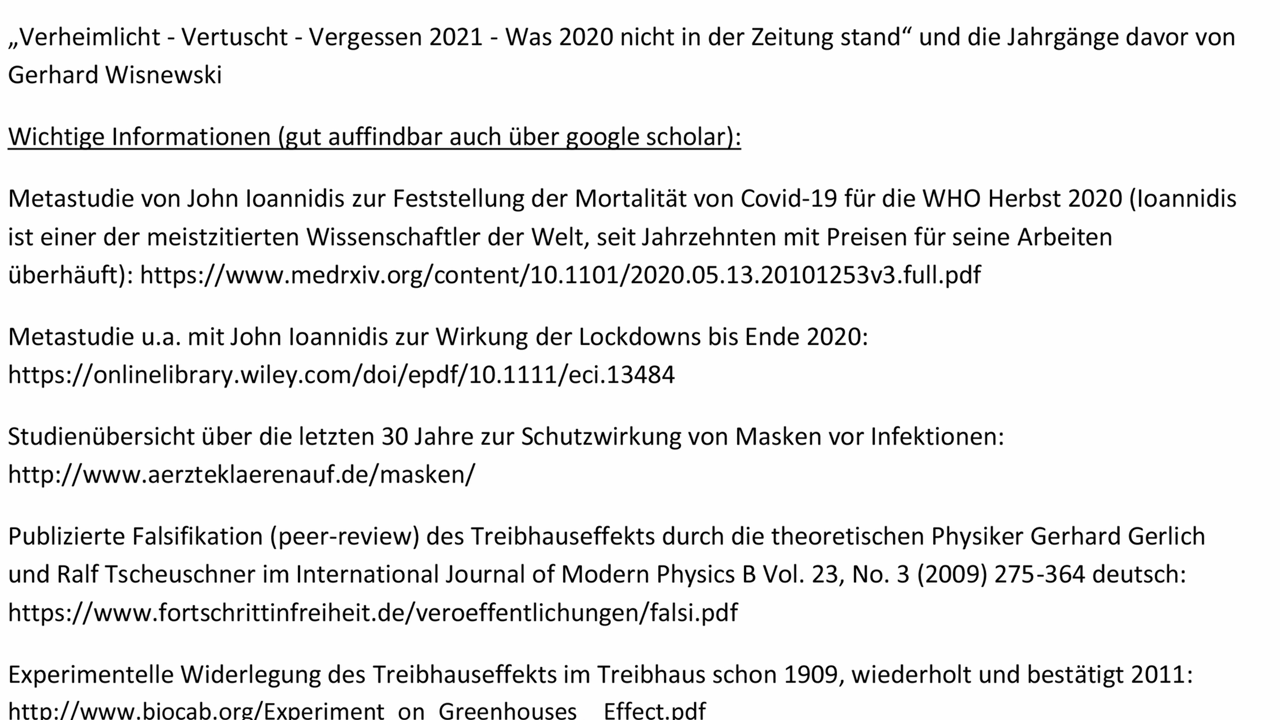 „Verheimlicht - Vertuscht - Vergessen 2021 - Was 2020 nicht in der Zeitung stand“ und die Jahrgänge davor von
Gerhard Wisnewski
Wichtige Informationen (gut auffindbar auch über google scholar):
Metastudie von John Ioannidis zur Feststellung der Mortalität von Covid-19 für die WHO Herbst 2020 (Ioannidis
ist einer der meistzitierten Wissenschaftler der Welt, seit Jahrzehnten mit Preisen für seine Arbeiten
überhäuft): https://www.medrxiv.org/content/10.1101/2020.05.13.20101253v3.full.pdf
Metastudie u.a. mit John Ioannidis zur Wirkung der Lockdowns bis Ende 2020:
https://onlinelibrary.wiley.com/doi/epdf/10.1111/eci.13484
Studienübersicht über die letzten 30 Jahre zur Schutzwirkung von Masken vor Infektionen:
http://www.aerzteklaerenauf.de/masken/
Publizierte Falsifikation (peer-review) des Treibhauseffekts durch die theoretischen Physiker Gerhard Gerlich
und Ralf Tscheuschner im International Journal of Modern Physics B Vol. 23, No. 3 (2009) 275-364 deutsch:
https://www.fortschrittinfreiheit.de/veroeffentlichungen/falsi.pdf
Experimentelle Widerlegung des Treibhauseffekts im Treibhaus schon 1909, wiederholt und bestätigt 2011:
http://www.biocab.org/Experiment_on_Greenhouses__Effect.pdf